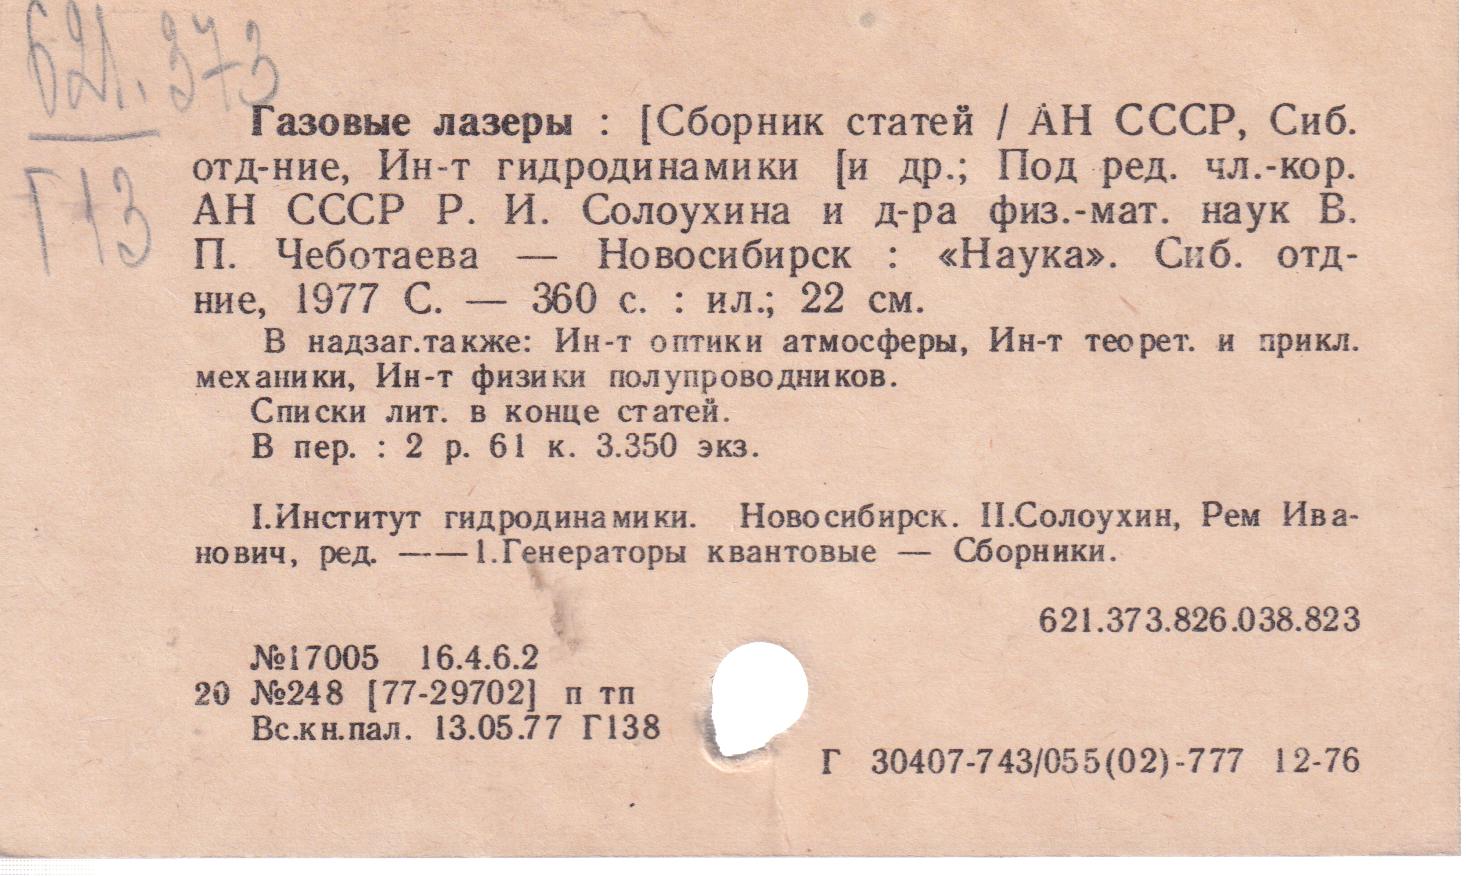 621.373
Г13
Газовые лазеры : [Сборник статей / АН СССР, Сиб.
отд-ние, Ин-т гидродинамики [и др.; Под ред. чл.-кор.
АН СССР Р. И. Солоухина и д-ра физ.-мат. наук В.
П. Чеботаева — Новосибирск : «Наука». Сиб. отд-
ние, 1977 С. — 360 с. : ил.; 22 см.
В надзаг.также: Ин-т оптики атмосферы, Ин-т теорет. и прикл.
механики, Ин-т физики полупроводников.
Списки лит. в конце статей.
В пер. : 2 р. 61 к. 3.350 экз.
I.Институт гидродинамики. Новосибирск. II.Солоухин, Рем Ива-
нович, ред. —— 1.Генераторы квантовые — Сборники.
621.373.826.038.823
№17005 16.4.6.2
20 №248 [77-29702] п тп
Вс.кн.пал. 13.05.77 Г138
Г 30407-743/055(02)-777 12-76